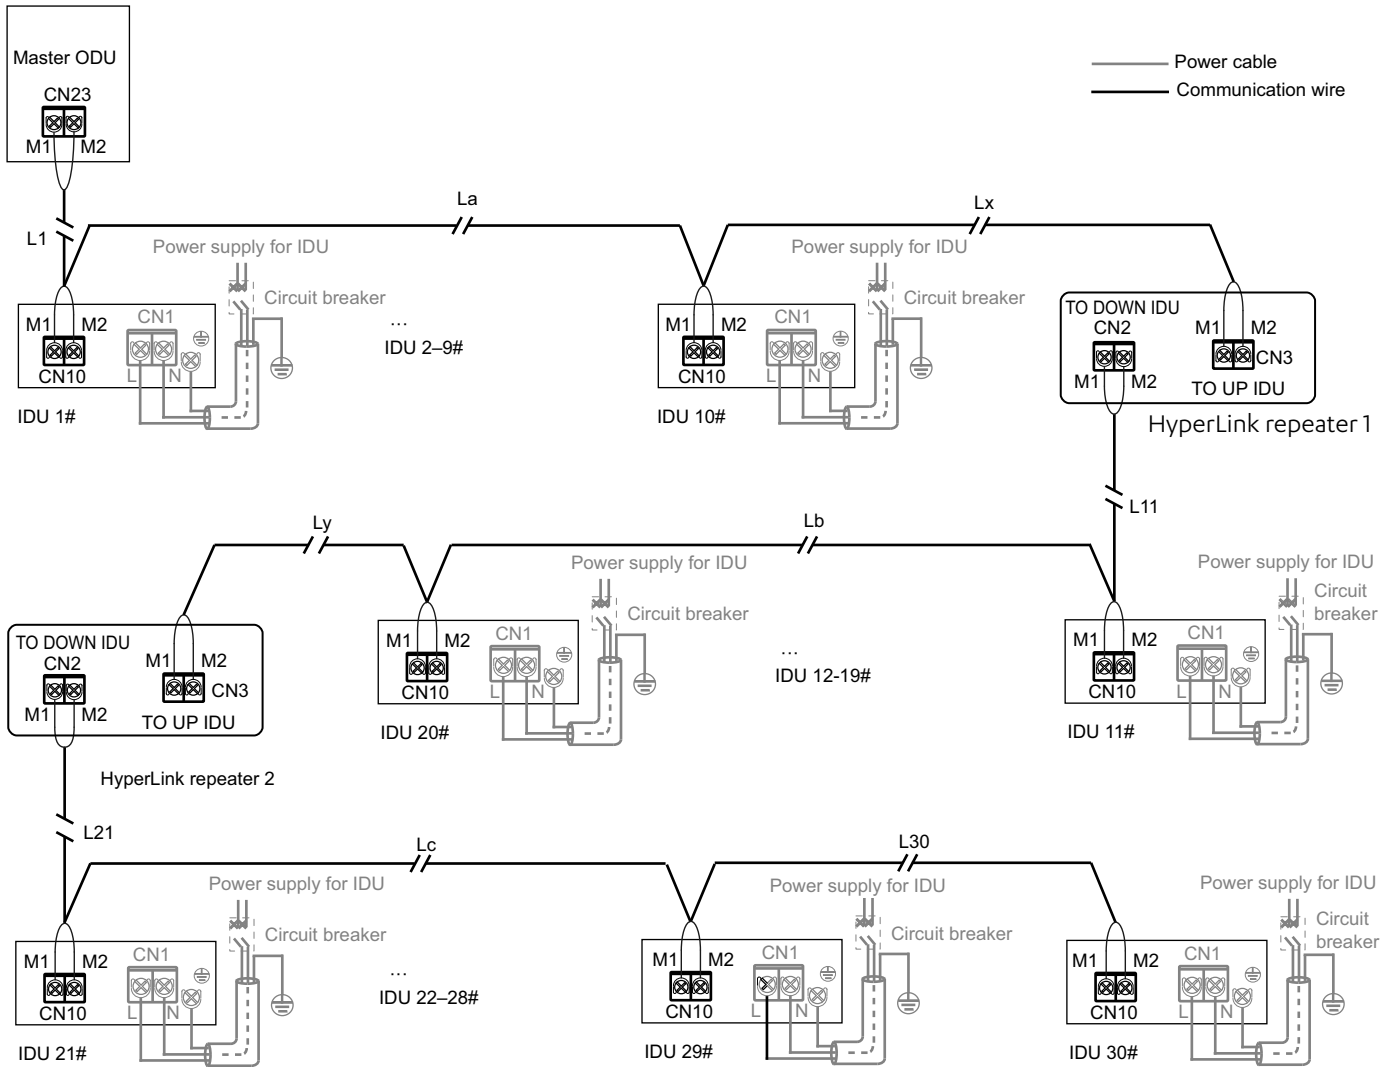 Master ODU
CN23
M1 M2
Power cable
Communication wire
L1
La
Lx
Power supply for IDU
Circuit breaker
M1 M2
CN1
CN10
L N
IDU 1#
...
IDU 2–9#
Power supply for IDU
Circuit breaker
M1 M2
CN1
CN10
L N
IDU 10#
TO DOWN IDU
CN2
M1 M2
M1 M2
CN3
TO UP IDU
HyperLink repeater 1
L11
Ly
Lb
TO DOWN IDU
CN2
M1 M2
M1 M2
CN3
TO UP IDU
HyperLink repeater 2
Power supply for IDU
Circuit breaker
M1 M2
CN1
CN10
L N
IDU 20#
...
IDU 12-19#
Power supply for IDU
Circuit
breaker
M1 M2
CN1
CN10
L N
IDU 11#
L21
Lc
L30
Power supply for IDU
Circuit breaker
M1 M2
CN1
CN10
L N
IDU 21#
...
IDU 22–28#
Power supply for IDU
Circuit breaker
M1 M2
CN1
CN10
L N
IDU 29#
Power supply for IDU
Circuit
breaker
M1 M2
CN1
CN10
L N
IDU 30#